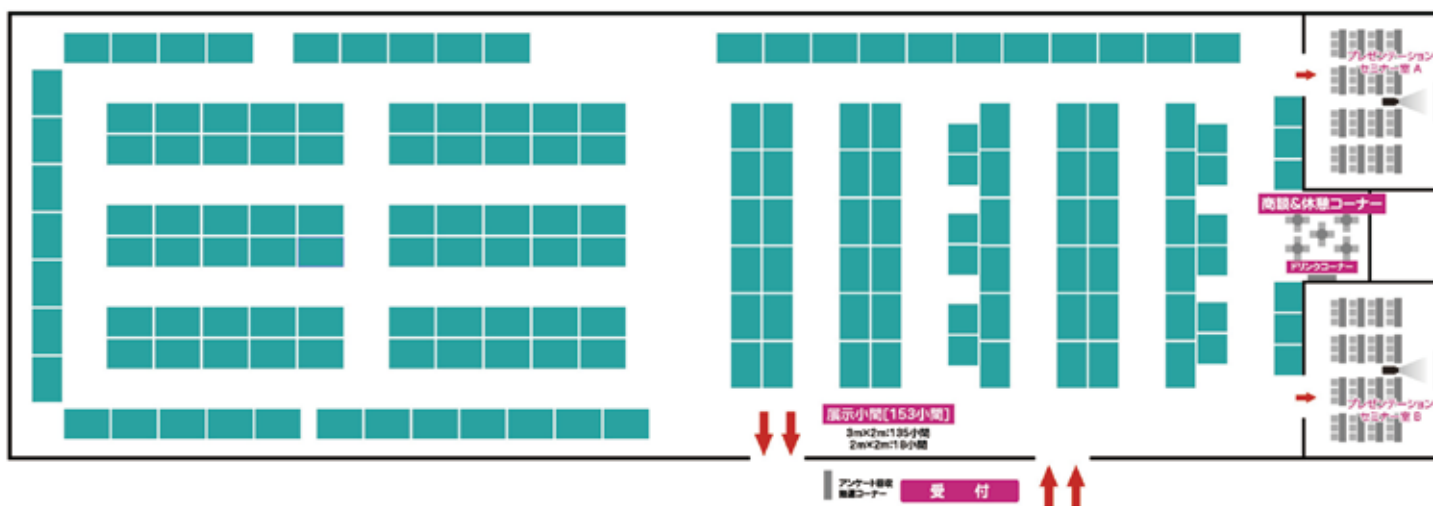 プレゼンテーション
セミナー室 A
商談&休憩コーナー
ドリンクコーナー
プレゼンテーション
セミナー室 B
展示小間[153小間]
3m×2m:135小間
2m×2m:18小間
アンケート回収
抽選コーナー
受 付